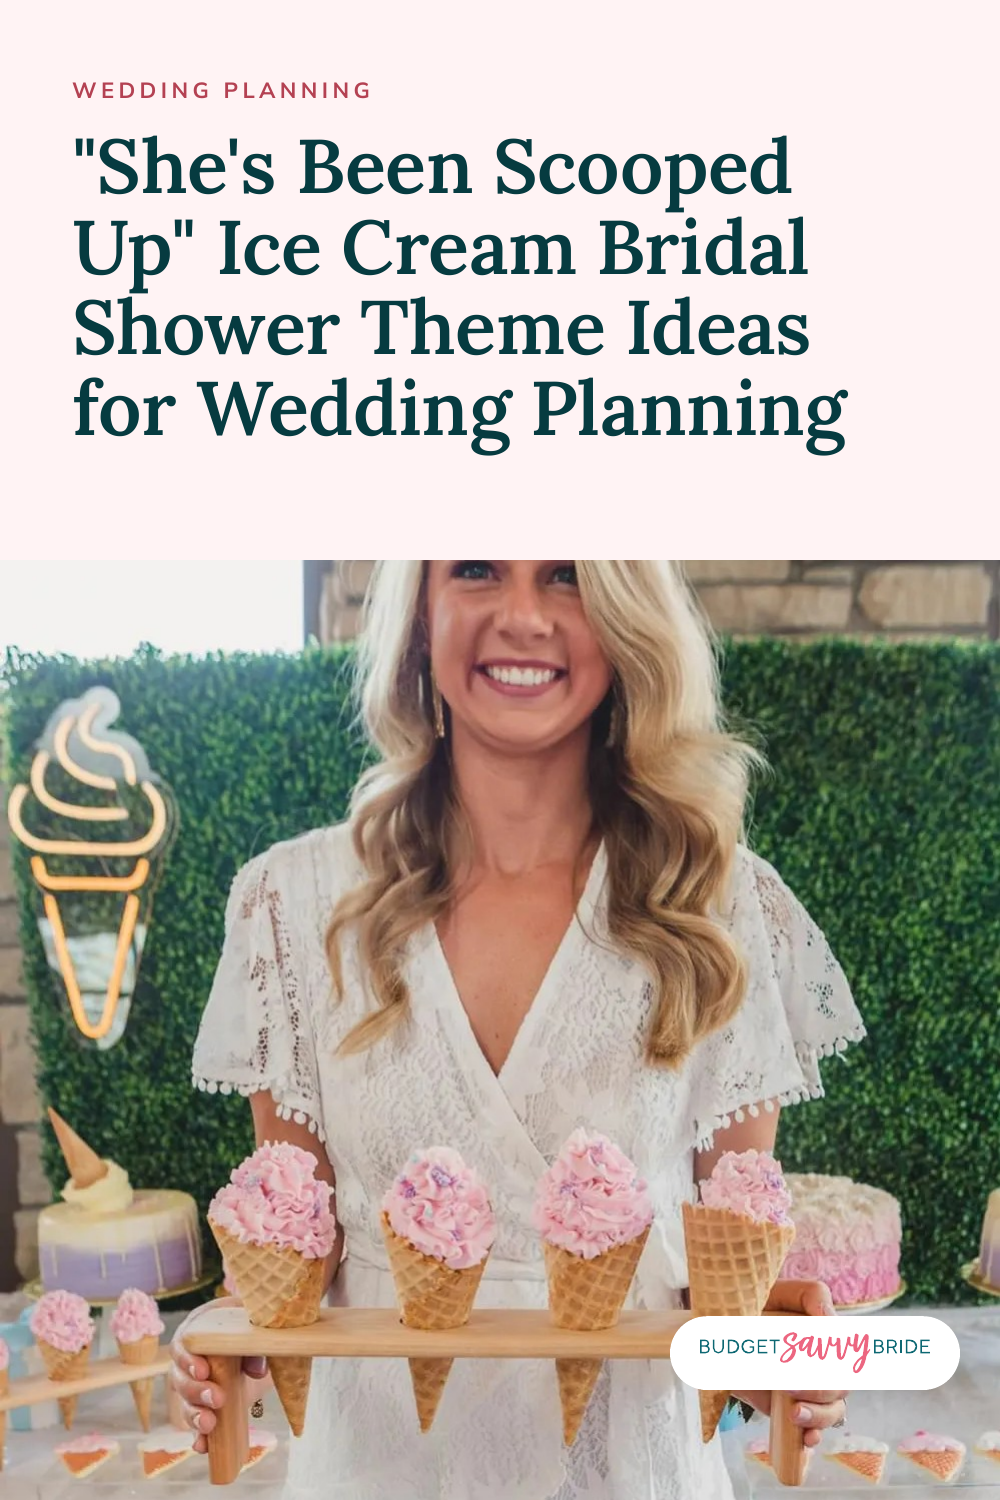 WEDDING PLANNING
"She's Been Scooped
Up" Ice Cream Bridal
Shower Theme Ideas
for Wedding Planning
BUDGET savvy BRIDE